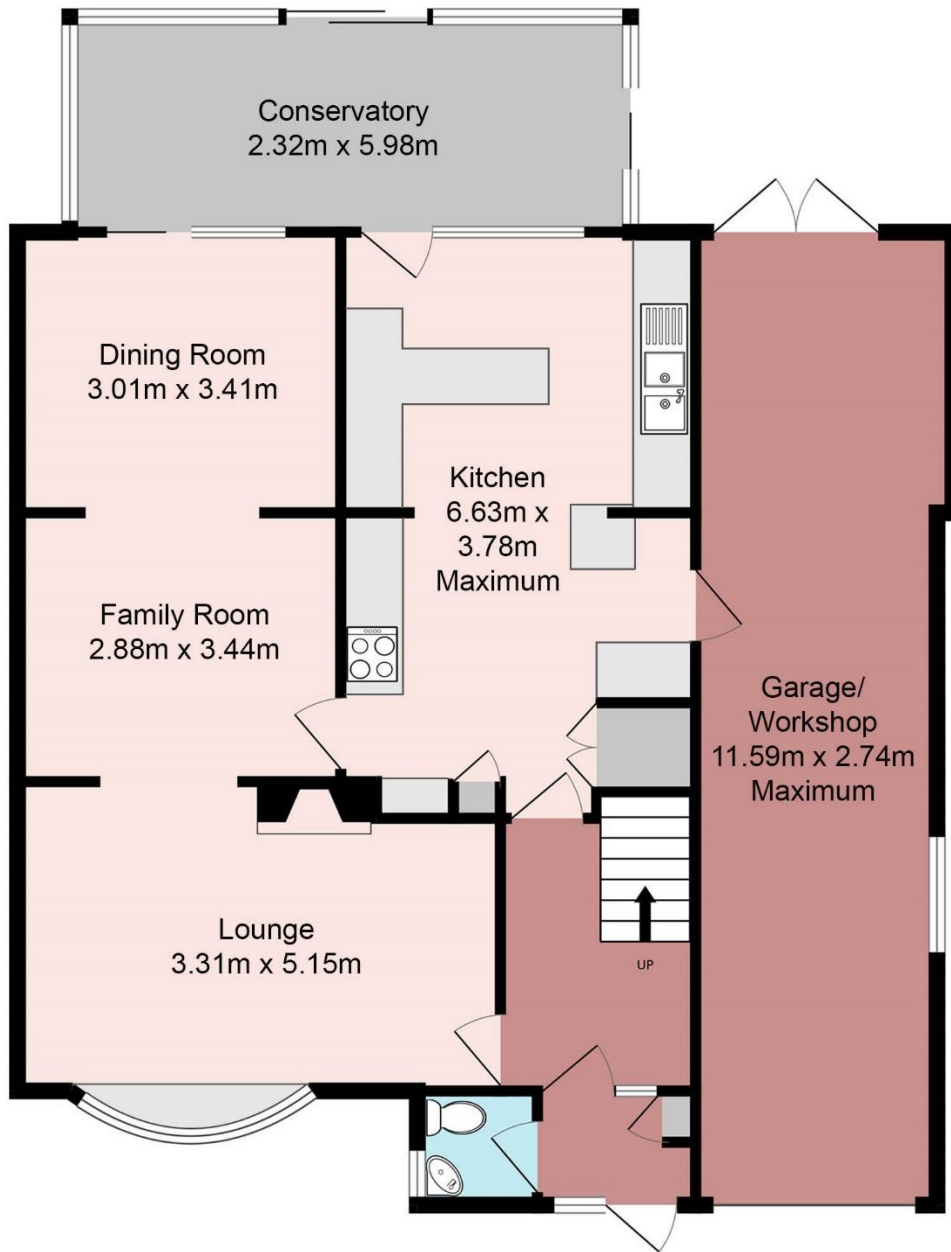 Conservatory
2.32m x 5.98m
Dining Room
3.01m x 3.41m
Kitchen
6.63m x
3.78m
Maximum
Family Room
2.88m x 3.44m
Garage/
Workshop
11.59m x 2.74m
Maximum
Lounge
3.31m x 5.15m
UP